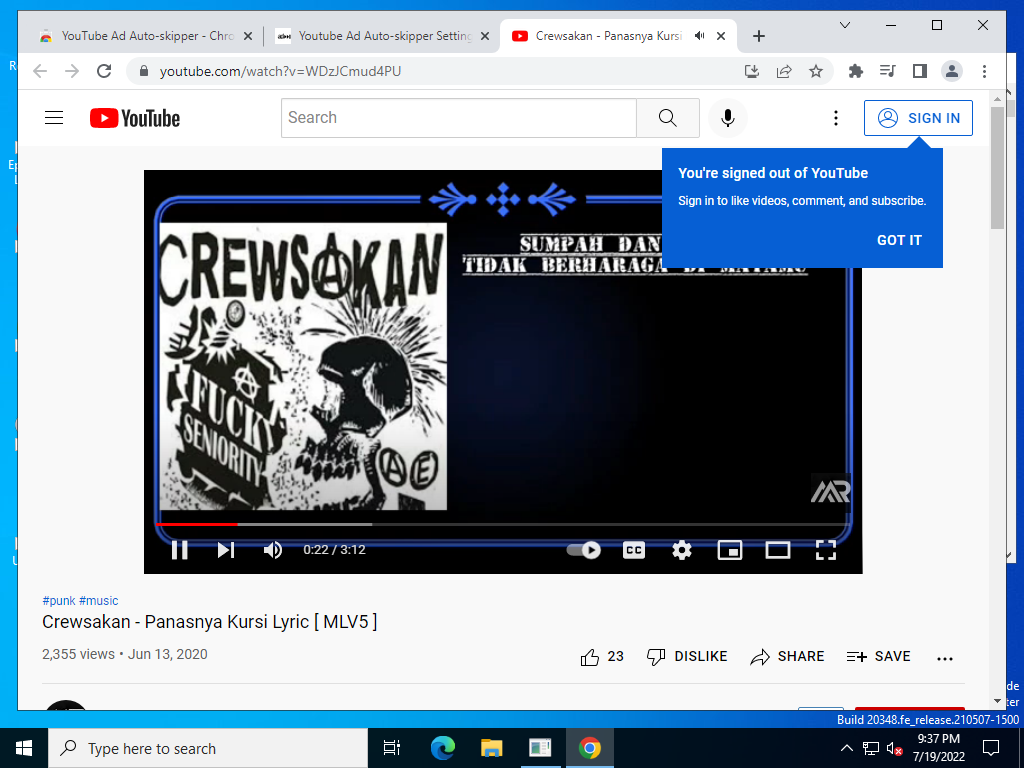 YouTube Ad Auto-skipper - Chro
Youtube Ad Auto-skipper Setting
Crewsakan - Panasnya Kursi
youtube.com/watch?v=WDzJCmud4PU
YouTube
Search
SIGN IN
You're signed out of YouTube
Sign in to like videos, comment, and subscribe.
GOT IT
CREWSAKAN
SUMPAH DAN
TIDAK BERHARAGA DI MATAMU
FUCK
SENIORITY
A E
MR
0:22 / 3:12
CC
#punk #music
Crewsakan - Panasnya Kursi Lyric [ MLV5 ]
2,355 views • Jun 13, 2020
23
DISLIKE
SHARE
SAVE
Build 20348.fe_release.210507-1500
Type here to search
9:37 PM
7/19/2022